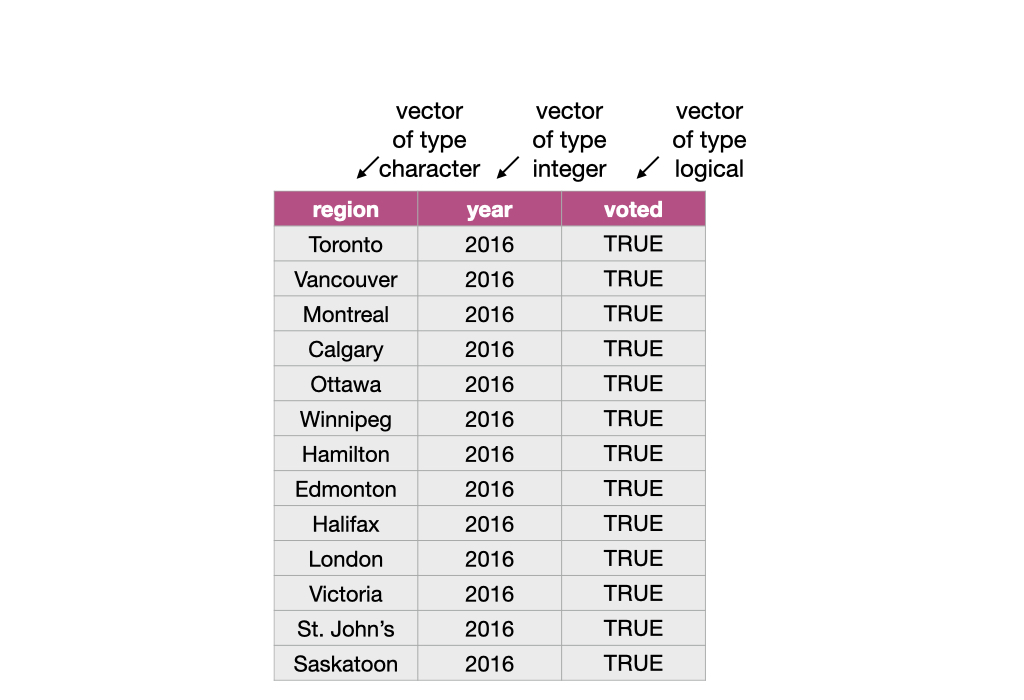 vector vector vector
of type of type of type
character integer logical
region year voted
Toronto 2016 TRUE
Vancouver 2016 TRUE
Montreal 2016 TRUE
Calgary 2016 TRUE
Ottawa 2016 TRUE
Winnipeg 2016 TRUE
Hamilton 2016 TRUE
Edmonton 2016 TRUE
Halifax 2016 TRUE
London 2016 TRUE
Victoria 2016 TRUE
St. John’s 2016 TRUE
Saskatoon 2016 TRUE